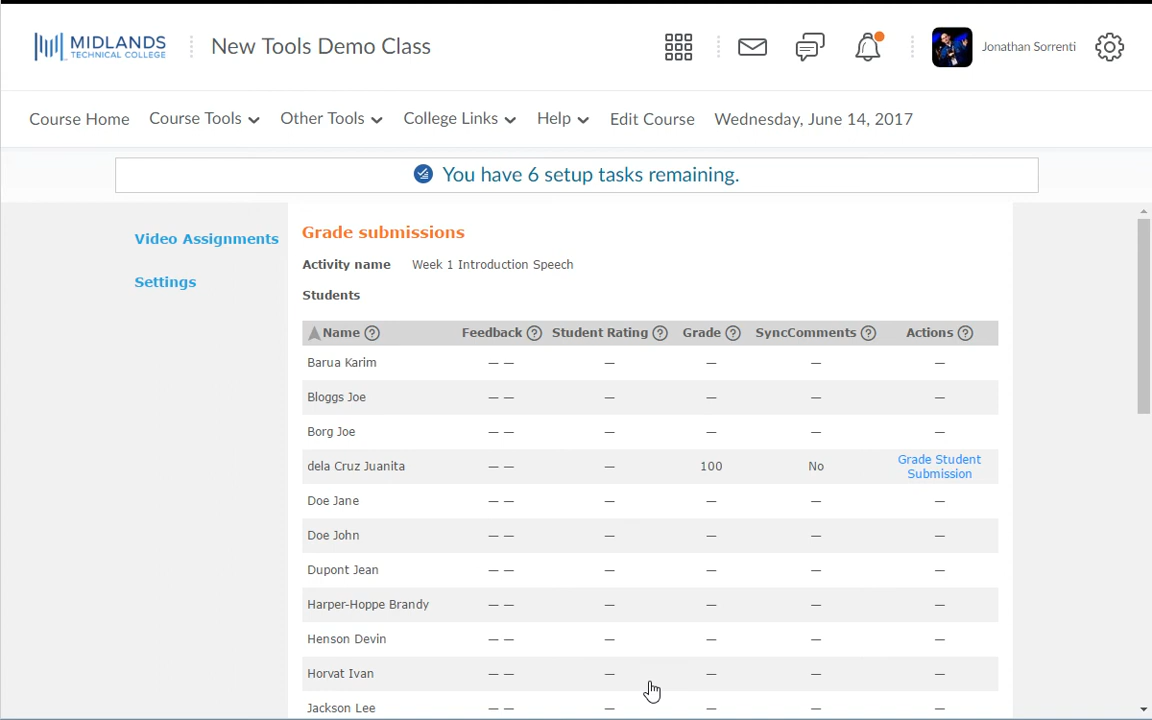 MIDLANDS
TECHNICAL COLLEGE
New Tools Demo Class
Jonathan Sorrenti
Course Home Course Tools Other Tools College Links Help Edit Course Wednesday, June 14, 2017
You have 6 setup tasks remaining.
Video Assignments
Settings
Grade submissions
Activity name Week 1 Introduction Speech
Students
Name ? Feedback ? Student Rating ? Grade ? SyncComments ? Actions ?
Barua Karim — — — — — —
Bloggs Joe — — — — — —
Borg Joe — — — — — —
dela Cruz Juanita — — — 100 No Grade Student
Submission
Doe Jane — — — — — —
Doe John — — — — — —
Dupont Jean — — — — — —
Harper-Hoppe Brandy — — — — — —
Henson Devin — — — — — —
Horvat Ivan — — — — — —
Jackson Lee — — — — — —